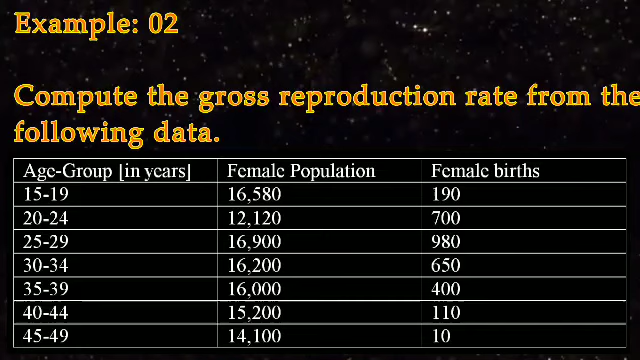 Example: 02
Compute the gross reproduction rate from the
following data.
Age-Group [in years] Female Population Female births
15-19 16,580 190
20-24 12,120 700
25-29 16,900 980
30-34 16,200 650
35-39 16,000 400
40-44 15,200 110
45-49 14,100 10